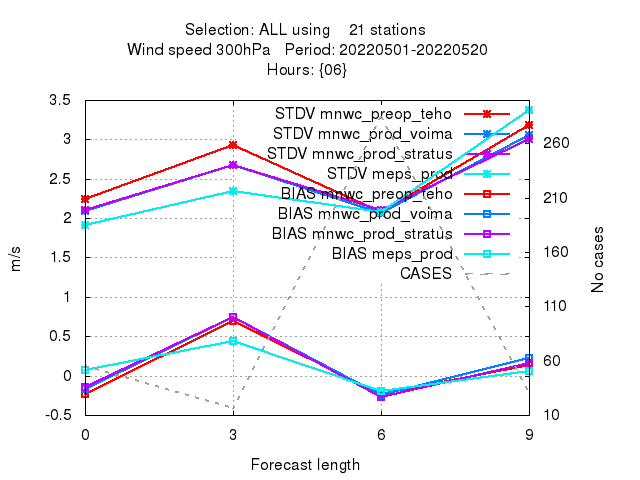 Selection: ALL using 21 stations
Wind speed 300hPa Period: 20220501-20220520
Hours: {06}
STDV mnwc_preop_teho
STDV mnwc_prod_voima
STDV mnwc_prod_stratus
STDV meps_prod
BIAS mnwc_preop_teho
BIAS mnwc_prod_voima
BIAS mnwc_prod_stratus
BIAS meps_prod
CASES
3.5
3
2.5
2
1.5
1
0.5
0
-0.5
m/s
260
210
160
110
60
10
No cases
0 3 6 9
Forecast length